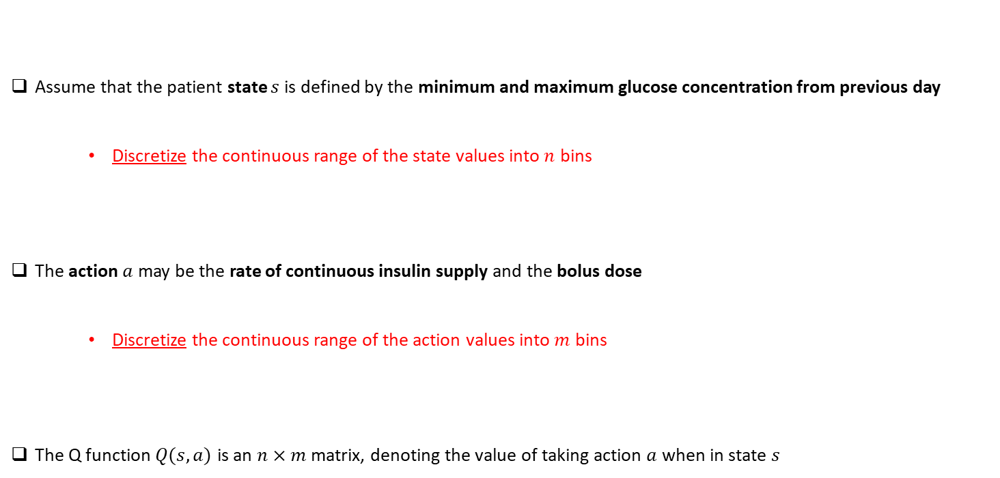 ❑ Assume that the patient state s is defined by the minimum and maximum glucose concentration from previous day
• Discretize the continuous range of the state values into n bins
❑ The action a may be the rate of continuous insulin supply and the bolus dose
• Discretize the continuous range of the action values into m bins
❑ The Q function Q(s, a) is an n × m matrix, denoting the value of taking action a when in state s